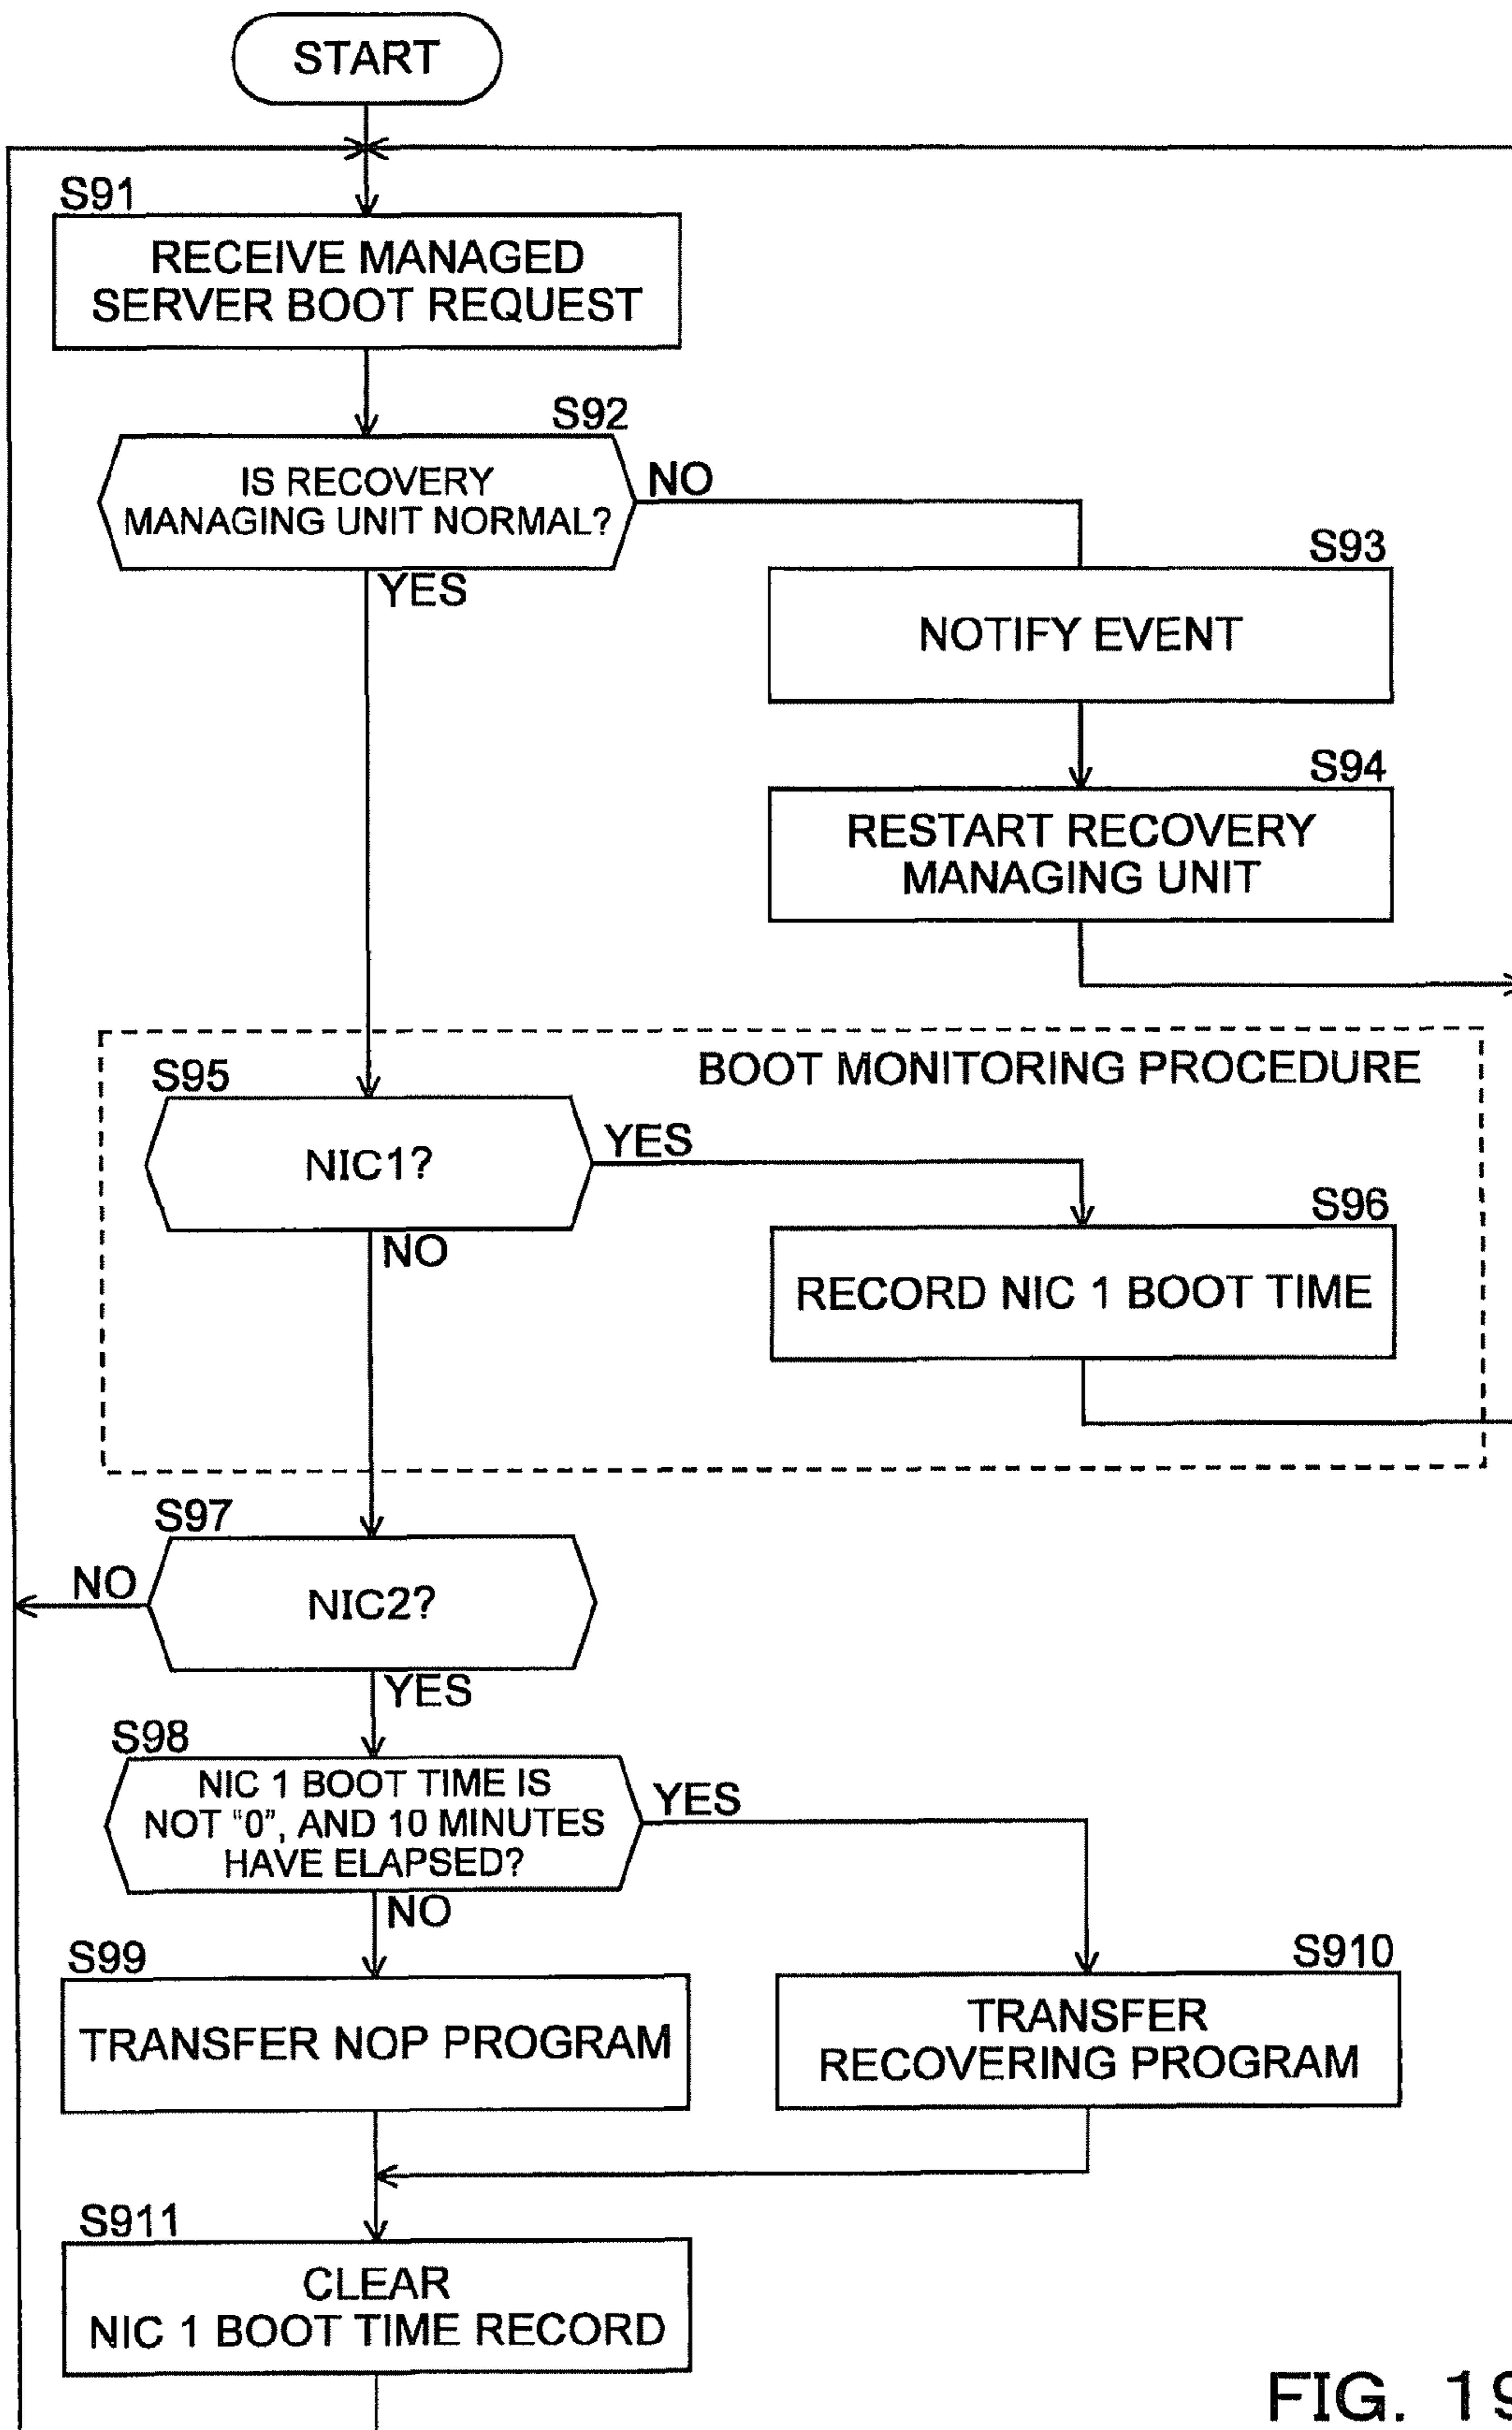 START
S91
RECEIVE MANAGED
SERVER BOOT REQUEST
S92
IS RECOVERY
MANAGING UNIT NORMAL?
NO
YES
S93
NOTIFY EVENT
S94
RESTART RECOVERY
MANAGING UNIT
BOOT MONITORING PROCEDURE
S95
NIC1?
YES
NO
S96
RECORD NIC 1 BOOT TIME
S97
NIC2?
NO
YES
S98
NIC 1 BOOT TIME IS
NOT “0”, AND 10 MINUTES
HAVE ELAPSED?
YES
NO
S99
TRANSFER NOP PROGRAM
S910
TRANSFER
RECOVERING PROGRAM
S911
CLEAR
NIC 1 BOOT TIME RECORD
FIG. 19